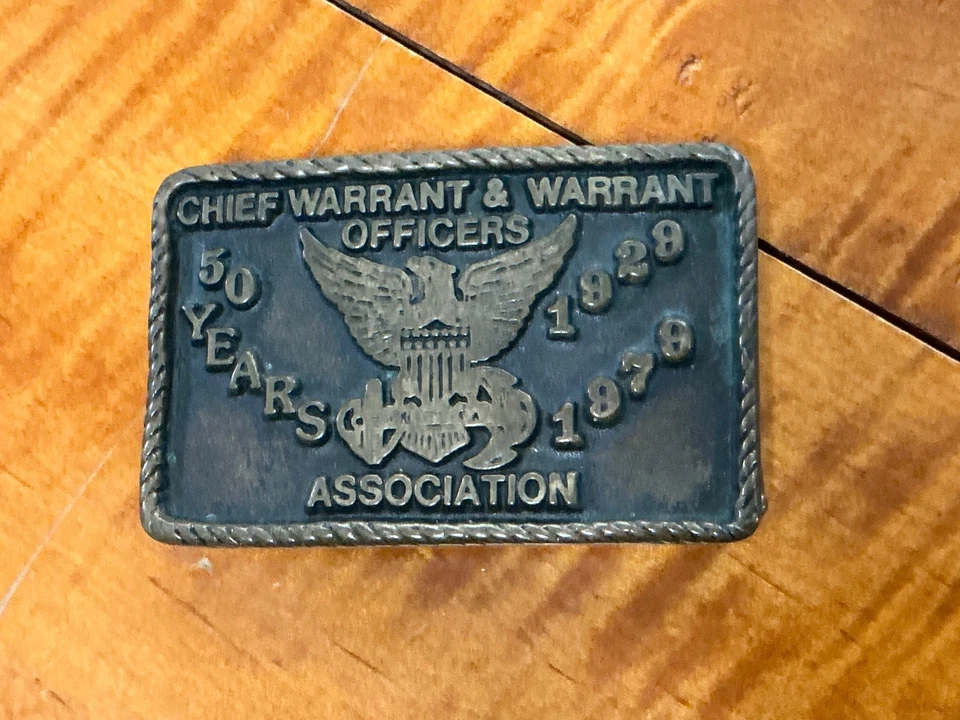 CHIEF WARRANT & WARRANT
OFFICERS
50
YEARS
1929
1979
ASSOCIATION